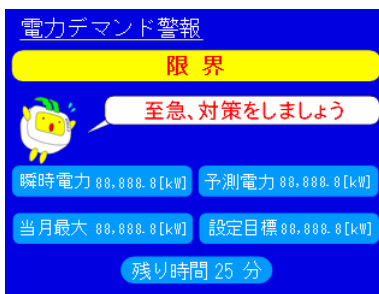 電力デマンド警報
限 界
至急、対策をしましょう
瞬時電力 88,888.8[kW] 予測電力 88,888.8[kW]
当月最大 88,888.8[kW] 設定目標 88,888.8[kW]
残り時間 25 分